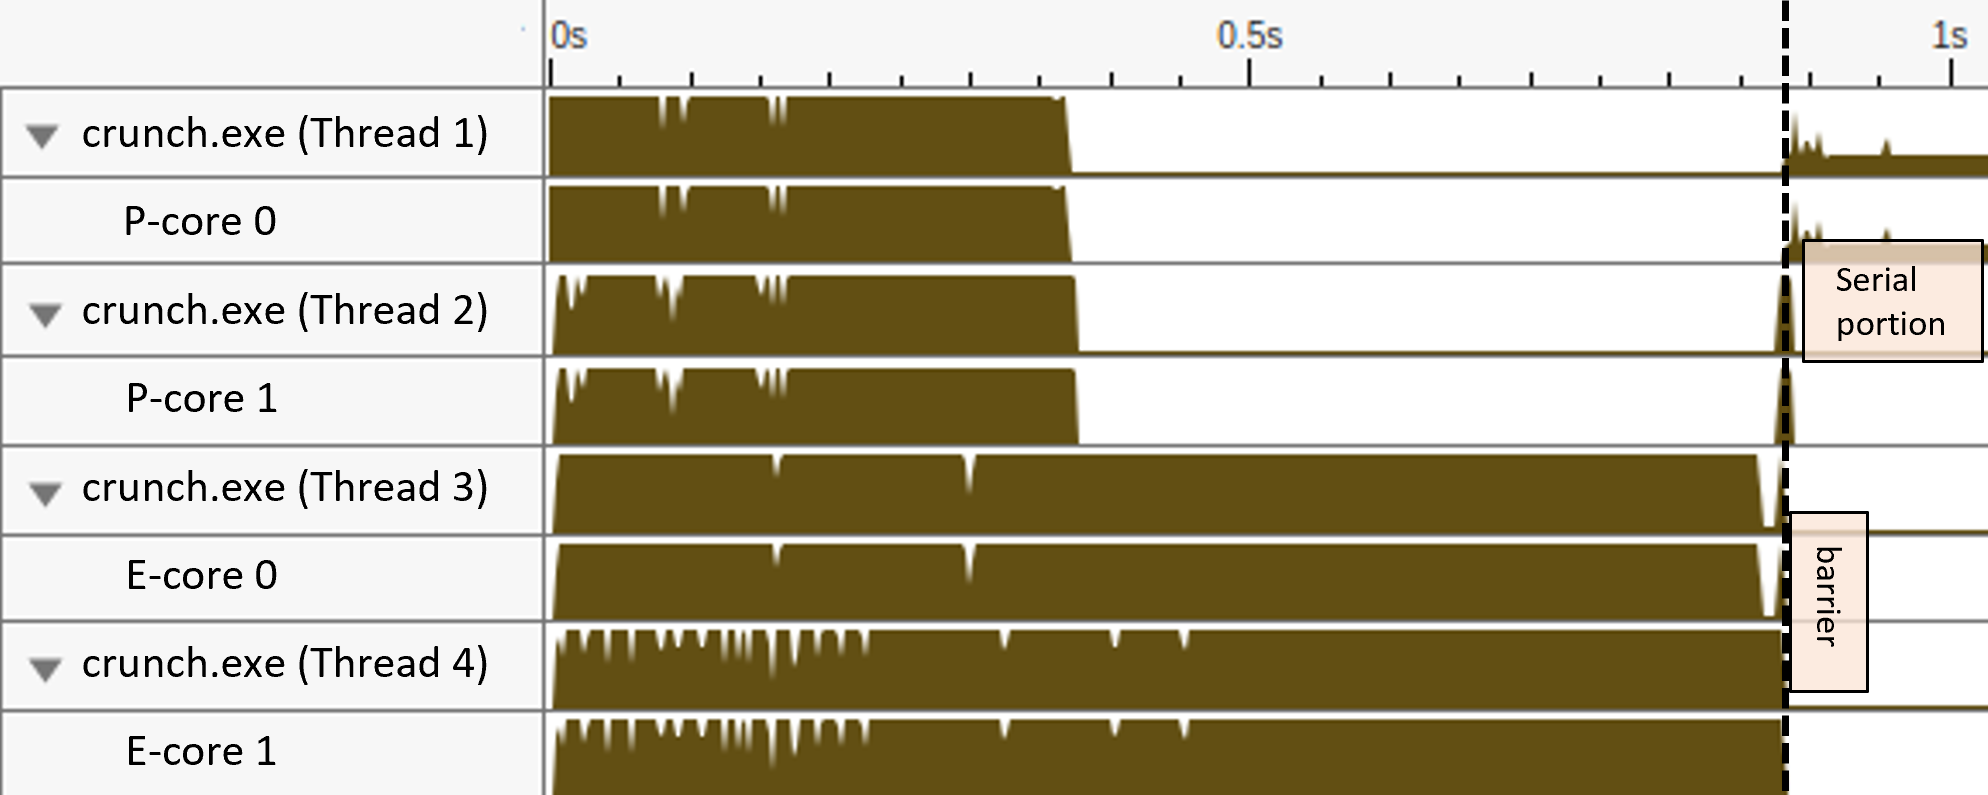 0s
0.5s
1s
crunch.exe (Thread 1)
P-core 0
crunch.exe (Thread 2)
Serial
portion
P-core 1
crunch.exe (Thread 3)
E-core 0
barrier
crunch.exe (Thread 4)
E-core 1